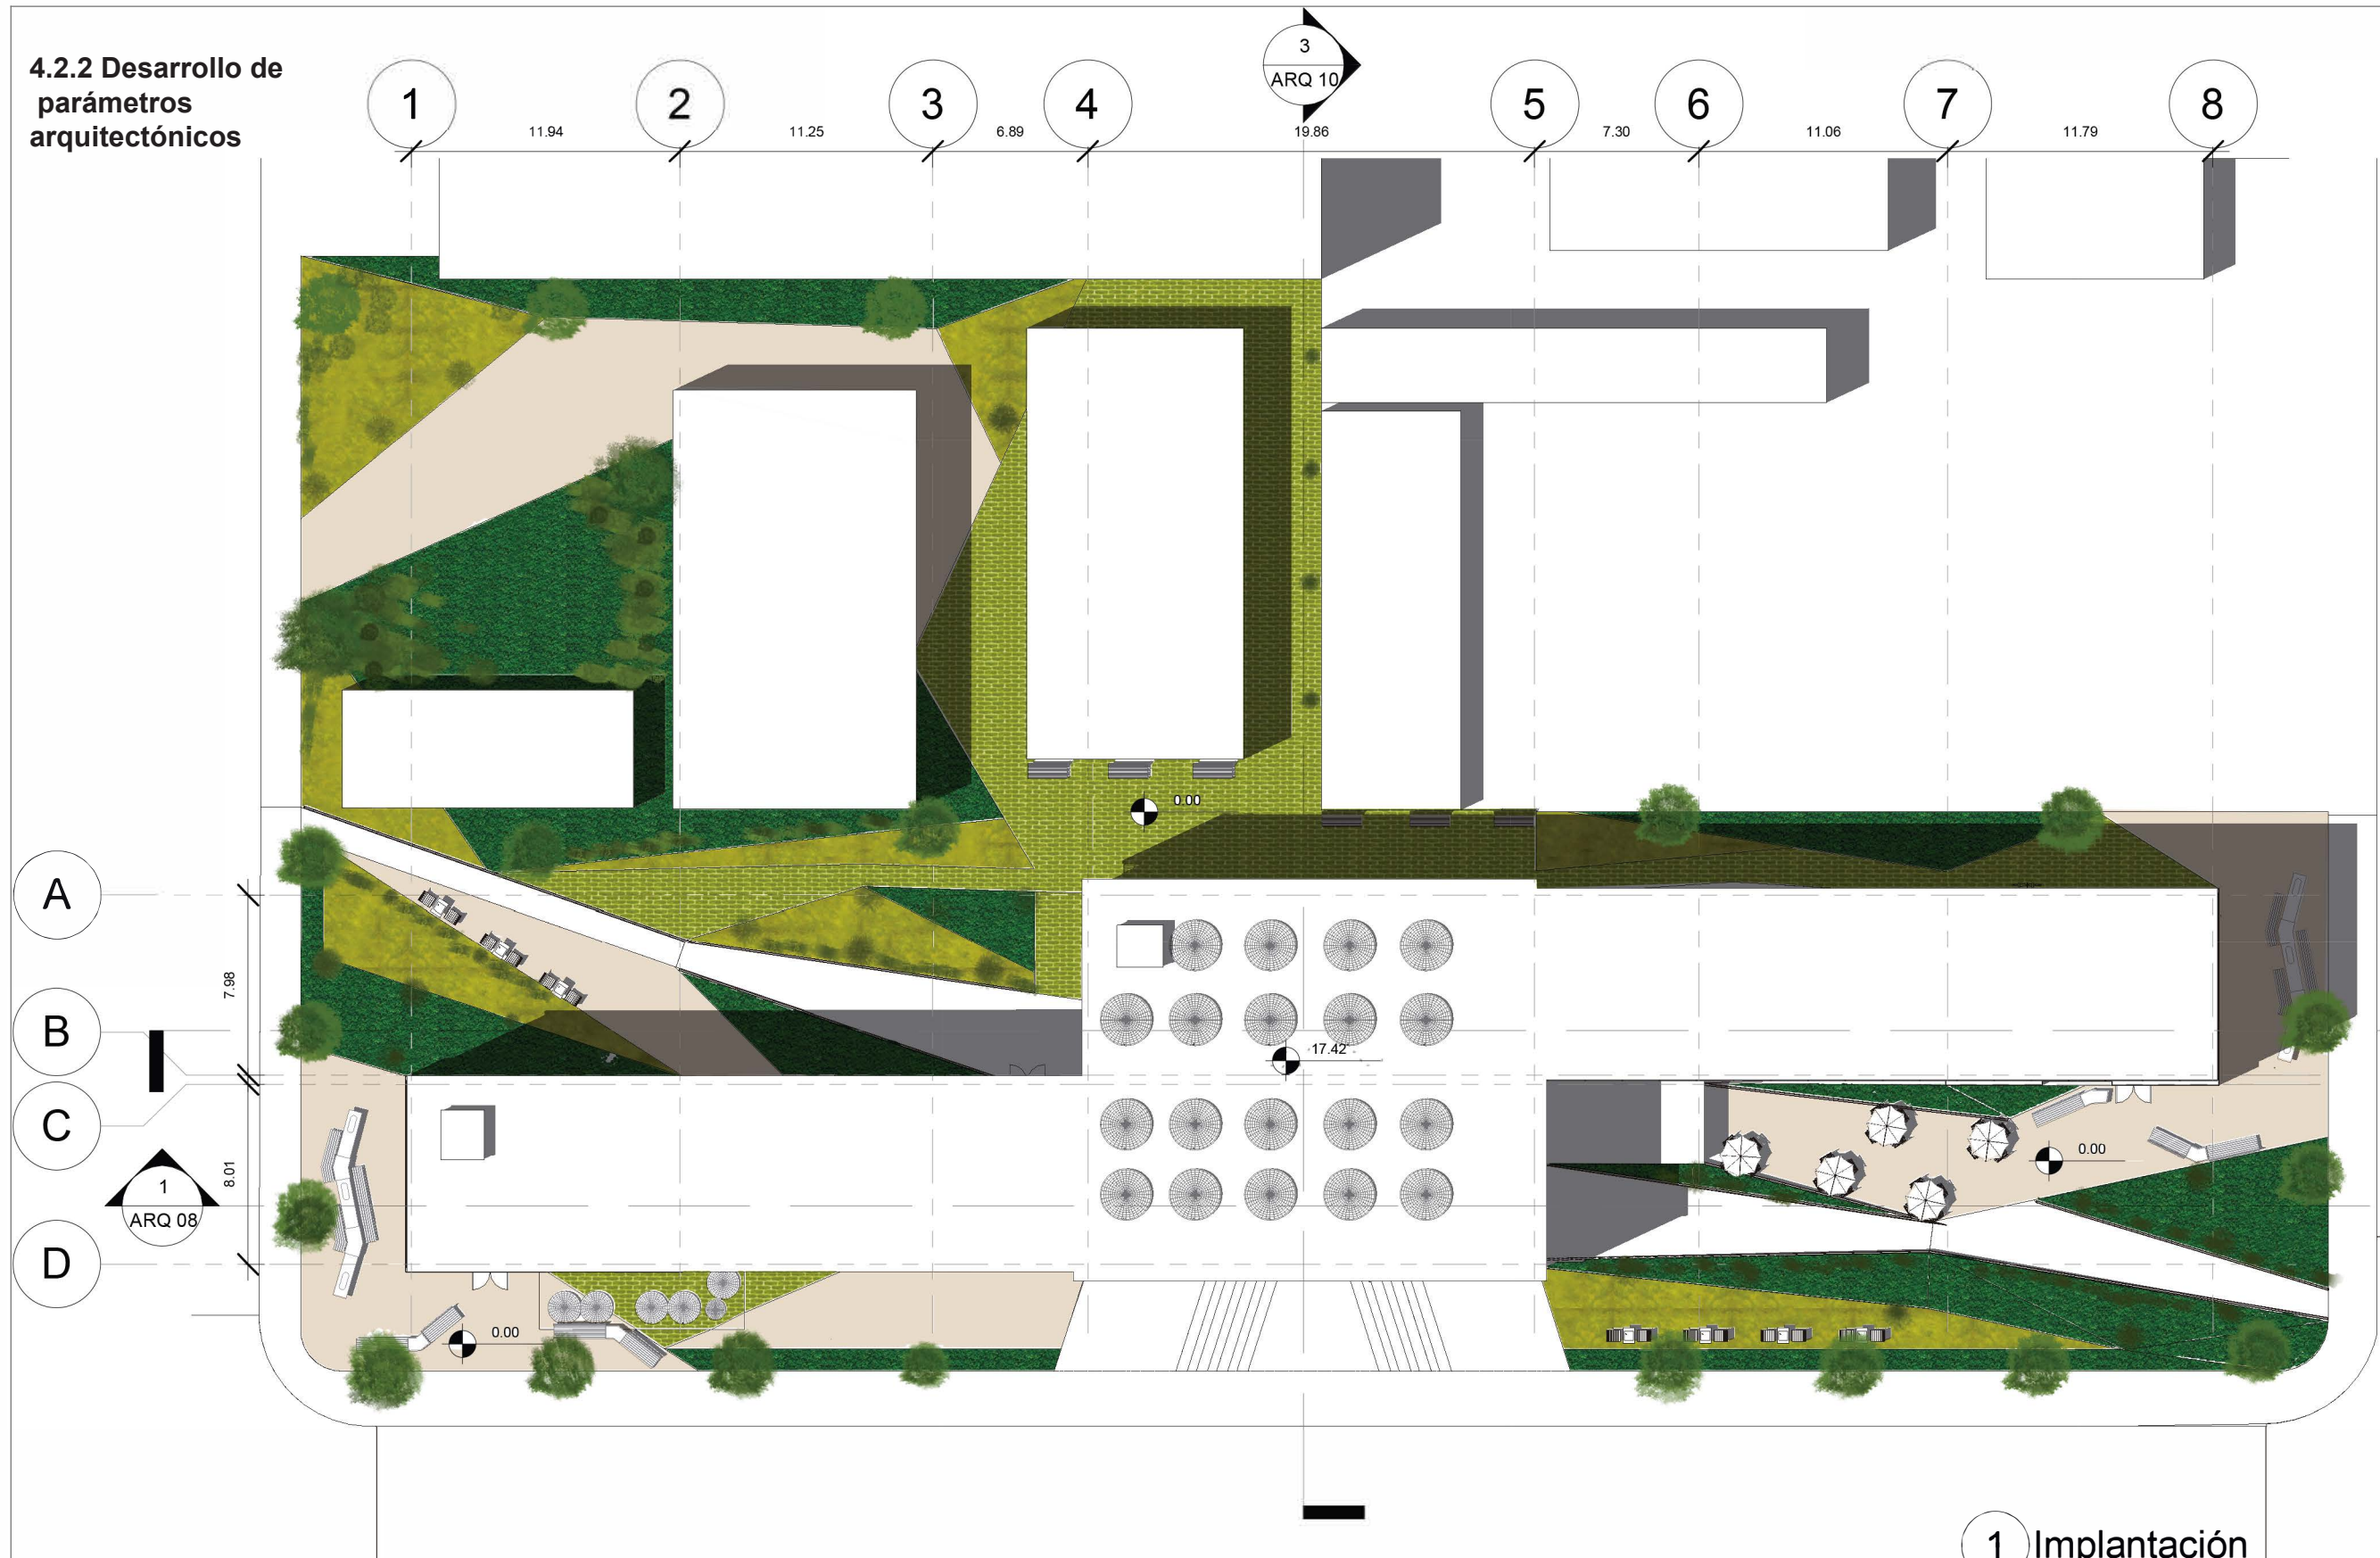 4.2.2 Desarrollo de
parámetros
arquitectónicos
3
ARQ 10
1
2
3
4
5
6
7
8
11.94
11.25
6.89
19.86
7.30
11.06
11.79
0.00
A
7.98
B
17.42
C
0.00
8.01
1
ARQ 08
D
0.00
1 Implantación